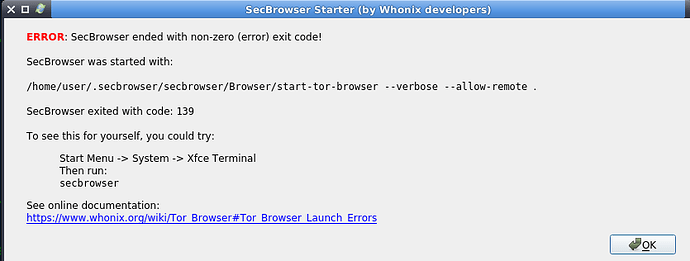 SecBrowser Starter (by Whonix developers)
ERROR: SecBrowser ended with non-zero (error) exit code!
SecBrowser was started with:
/home/user/.secbrowser/secbrowser/Browser/start-tor-browser --verbose --allow-remote .
SecBrowser exited with code: 139
To see this for yourself, you could try:
Start Menu -> System -> Xfce Terminal
Then run:
secbrowser
See online documentation:
https://www.whonix.org/wiki/Tor_Browser#Tor_Browser_Launch_Errors
OK